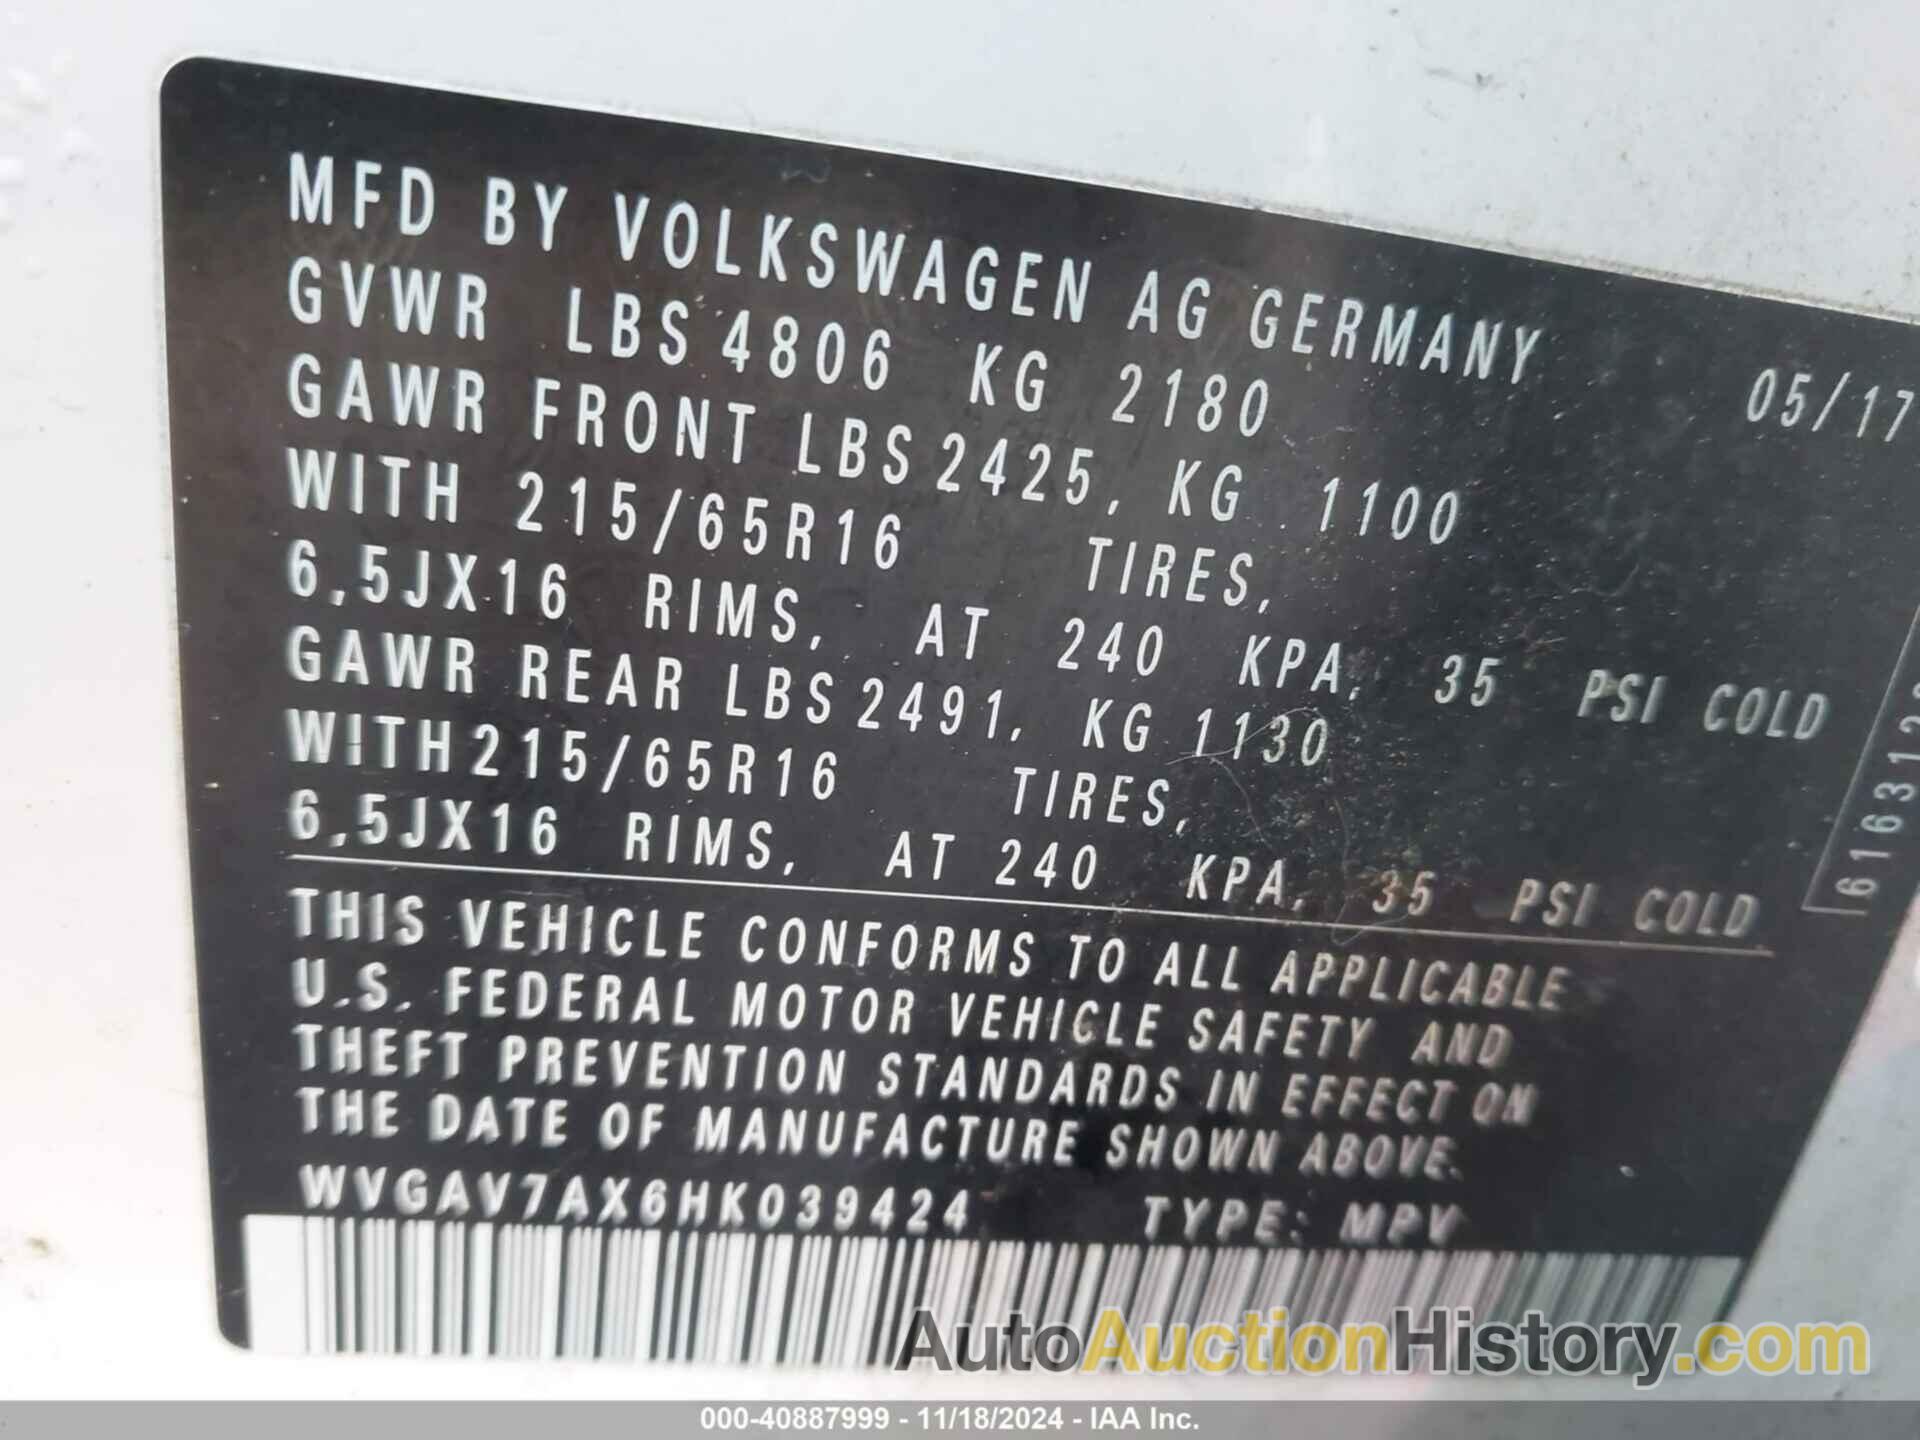 MFD BY VOLKSWAGEN AG GERMANY 05/17
GVWR LBS 4806 KG 2180
GAWR FRONT LBS 2425, KG 1100
WITH 215/65R16 TIRES,
6,5JX16 RIMS, AT 240 KPA, 35 PSI COLD
GAWR REAR LBS 2491, KG 1130
WITH 215/65R16 TIRES,
6,5JX16 RIMS, AT 240 KPA, 35 PSI COLD
THIS VEHICLE CONFORMS TO ALL APPLICABLE
U.S. FEDERAL MOTOR VEHICLE SAFETY AND
THEFT PREVENTION STANDARDS IN EFFECT ON
THE DATE OF MANUFACTURE SHOWN ABOVE.
WVGAV7AX6HK039424 TYPE: MPV
AutoAuctionHistory.com
000-40887999 - 11/18/2024 - IAA Inc.